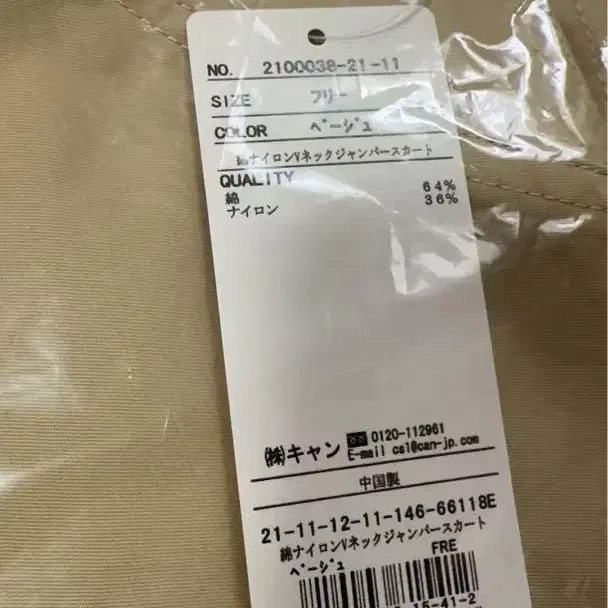 NO. 2100038-21-11
SIZE フリー
COLOR ベージュ
綿ナイロンVネックジャンパースカート
QUALITY
綿 64%
ナイロン 36%
㈱キャン 0120-112961
E-mail cs1@can-jp.com
中国製
21-11-12-11-146-66118E
綿ナイロンVネックジャンパースカート
ベージュ FRE
15-41-2